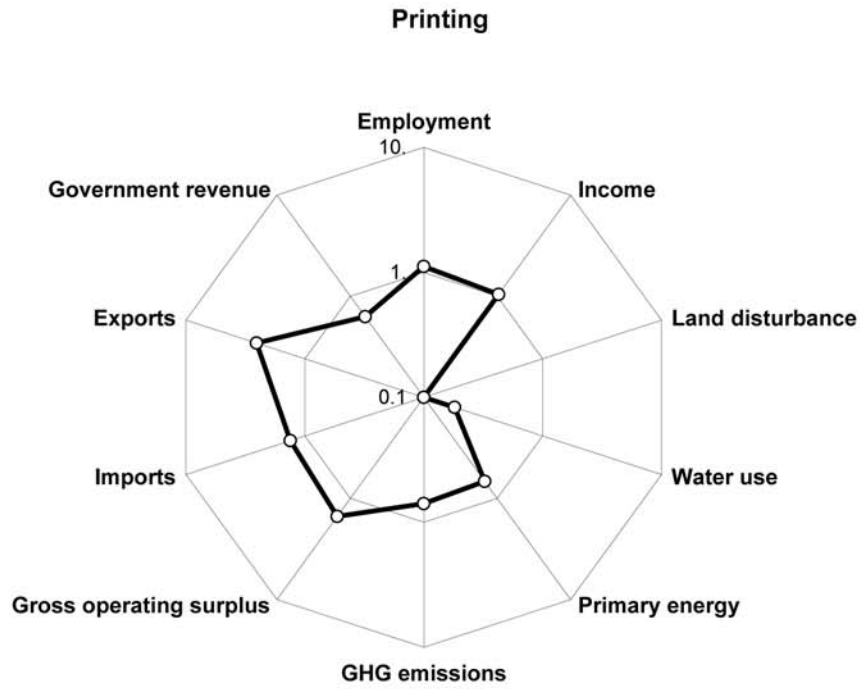 Printing
Employment
10.
Government revenue
Income
1.
Exports
Land disturbance
0.1
Imports
Water use
Gross operating surplus
Primary energy
GHG emissions